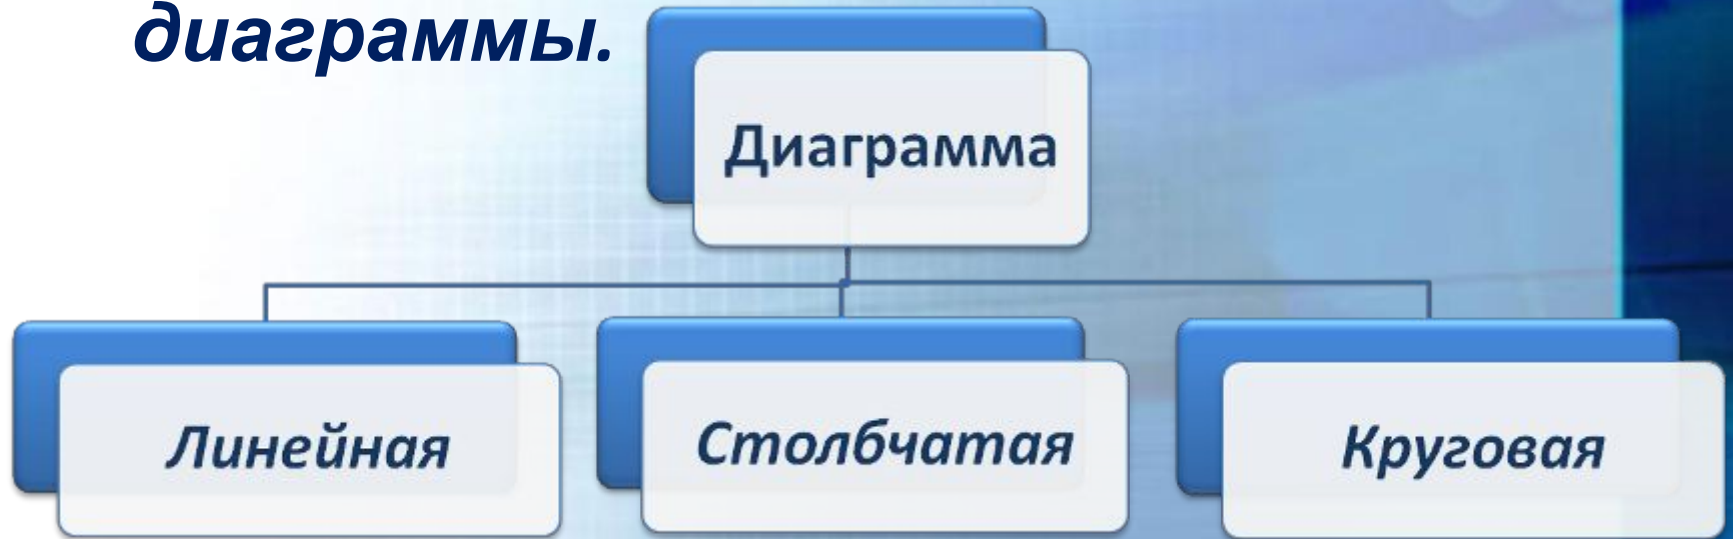 диаграммы.
Диаграмма
Линейная
Столбчатая
Круговая